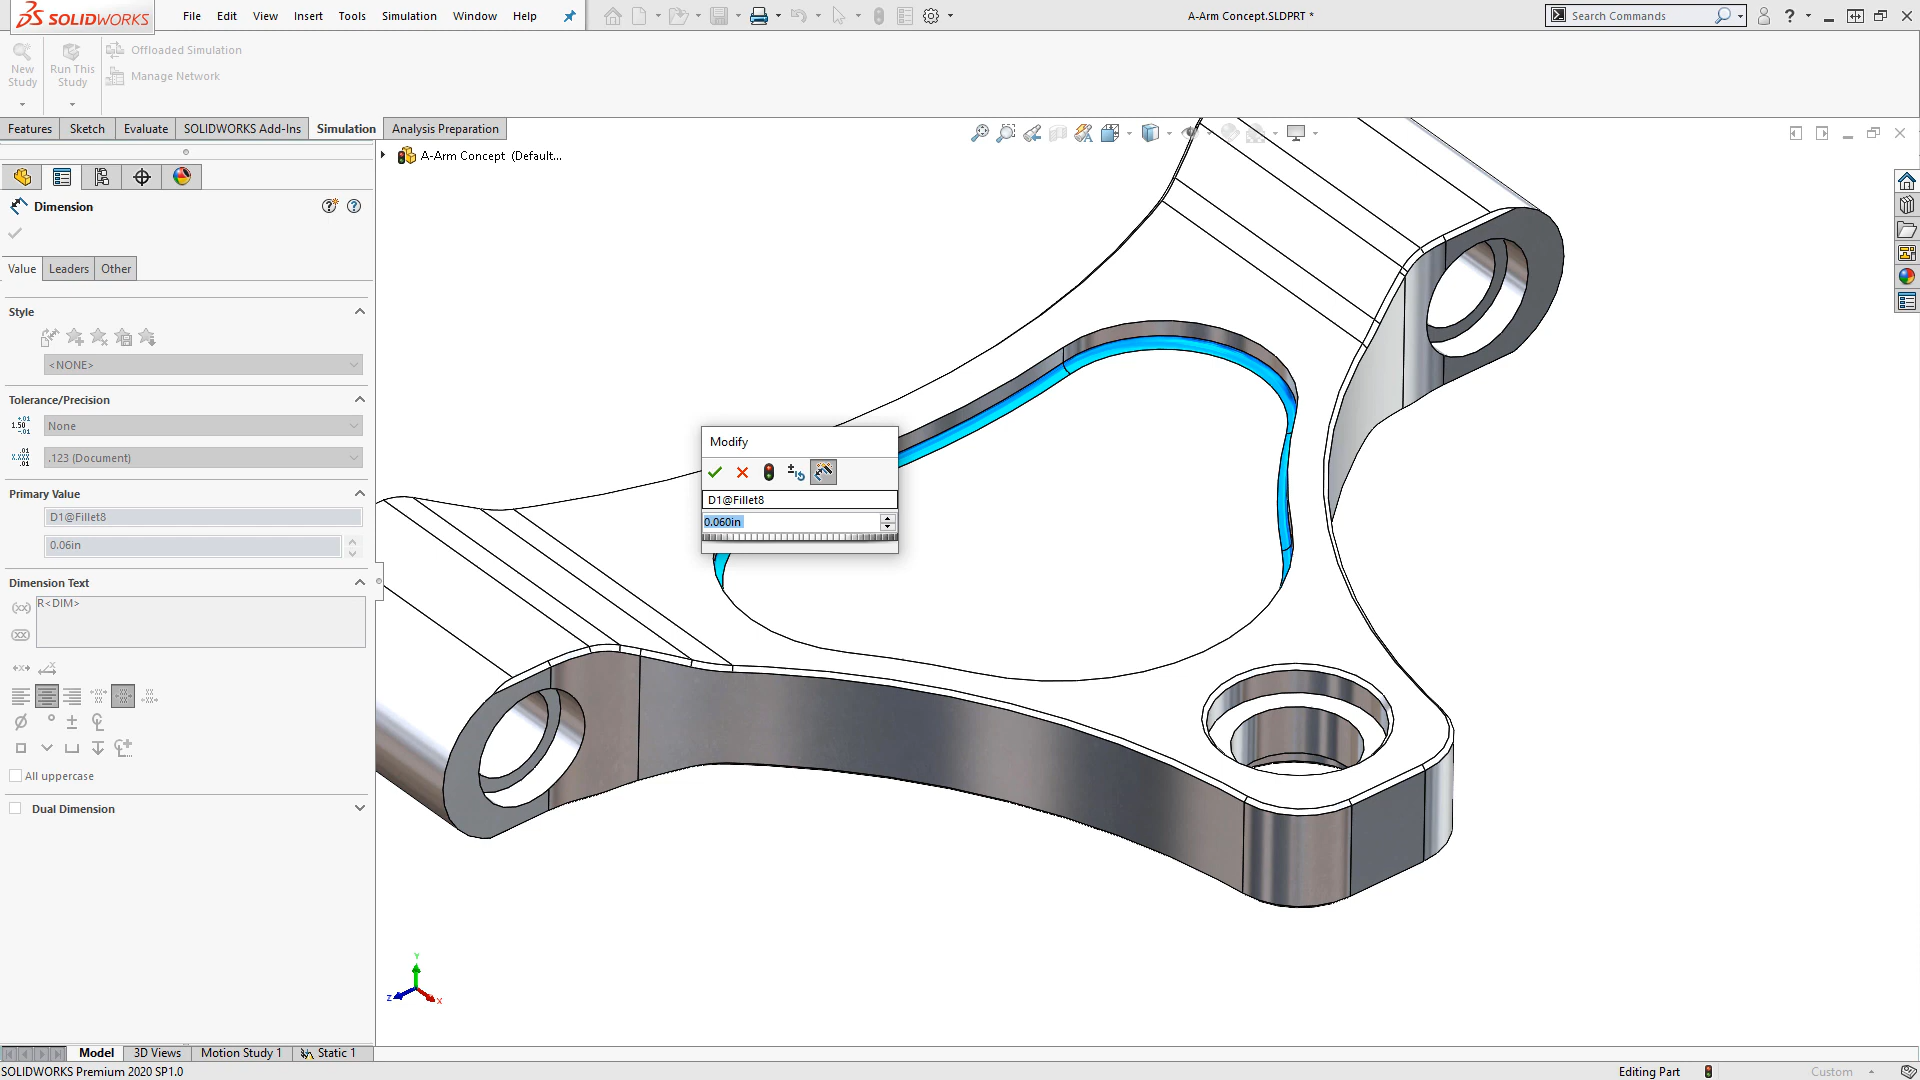 SOLIDWORKS File Edit View Insert Tools Simulation Window Help A-Arm Concept.SLDPRT * Search Commands ?
New Study
Run This Study
Offloaded Simulation
Manage Network
Features Sketch Evaluate SOLIDWORKS Add-Ins Simulation Analysis Preparation
A-Arm Concept (Default...
Dimension
Value Leaders Other
Style
<NONE>
Tolerance/Precision
None
.123 (Document)
Primary Value
D1@Fillet8
0.06in
Dimension Text
R<DIM>
All uppercase
Dual Dimension
Modify
D1@Fillet8
0.060in
Y
Z
X
Model 3D Views Motion Study 1 Static 1
SOLIDWORKS Premium 2020 SP1.0 Editing Part Custom